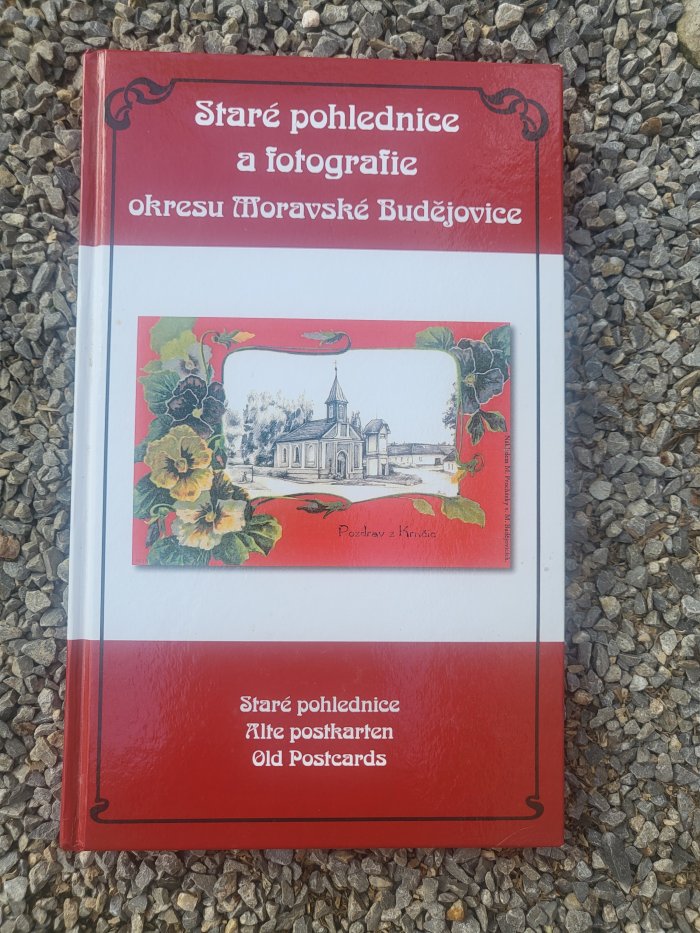 Staré pohlednice
a fotografie
okresu Moravské Budějovice
Pozdrav z Krnčic
Staré pohlednice
Alte postkarten
Old Postcards